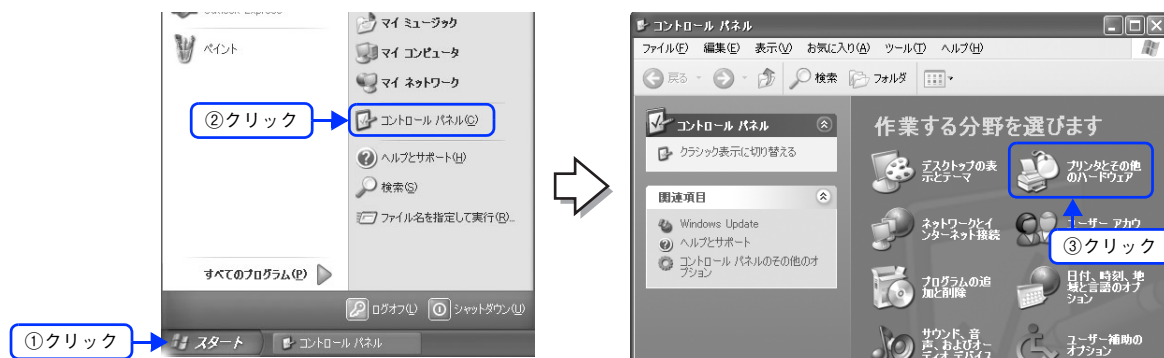 マイ ミュージック
ペイント
マイ コンピュータ
マイ ネットワーク
②クリック
コントロール パネル(C)
ヘルプとサポート(H)
検索(S)
ファイル名を指定して実行(R)...
すべてのプログラム(P)
ログオフ(L)
シャットダウン(U)
①クリック
スタート
コントロール パネル
コントロール パネル
ファイル(F) 編集(E) 表示(V) お気に入り(A) ツール(T) ヘルプ(H)
戻る
検索
フォルダ
コントロール パネル
クラシック表示に切り替える
関連項目
Windows Update
ヘルプとサポート
コントロール パネルのその他のオ
プション
作業する分野を選びます
デスクトップの表
示とテーマ
プリンタとその他
のハードウェア
ネットワークとイ
ンターネット接続
ユーザー アカウ
③クリック
プログラムの追
加と削除
日付、時刻、地
域と言語のオプ
ション
サウンド、音
声、およびオー
ディオ デバイス
ユーザー補助の
オプション